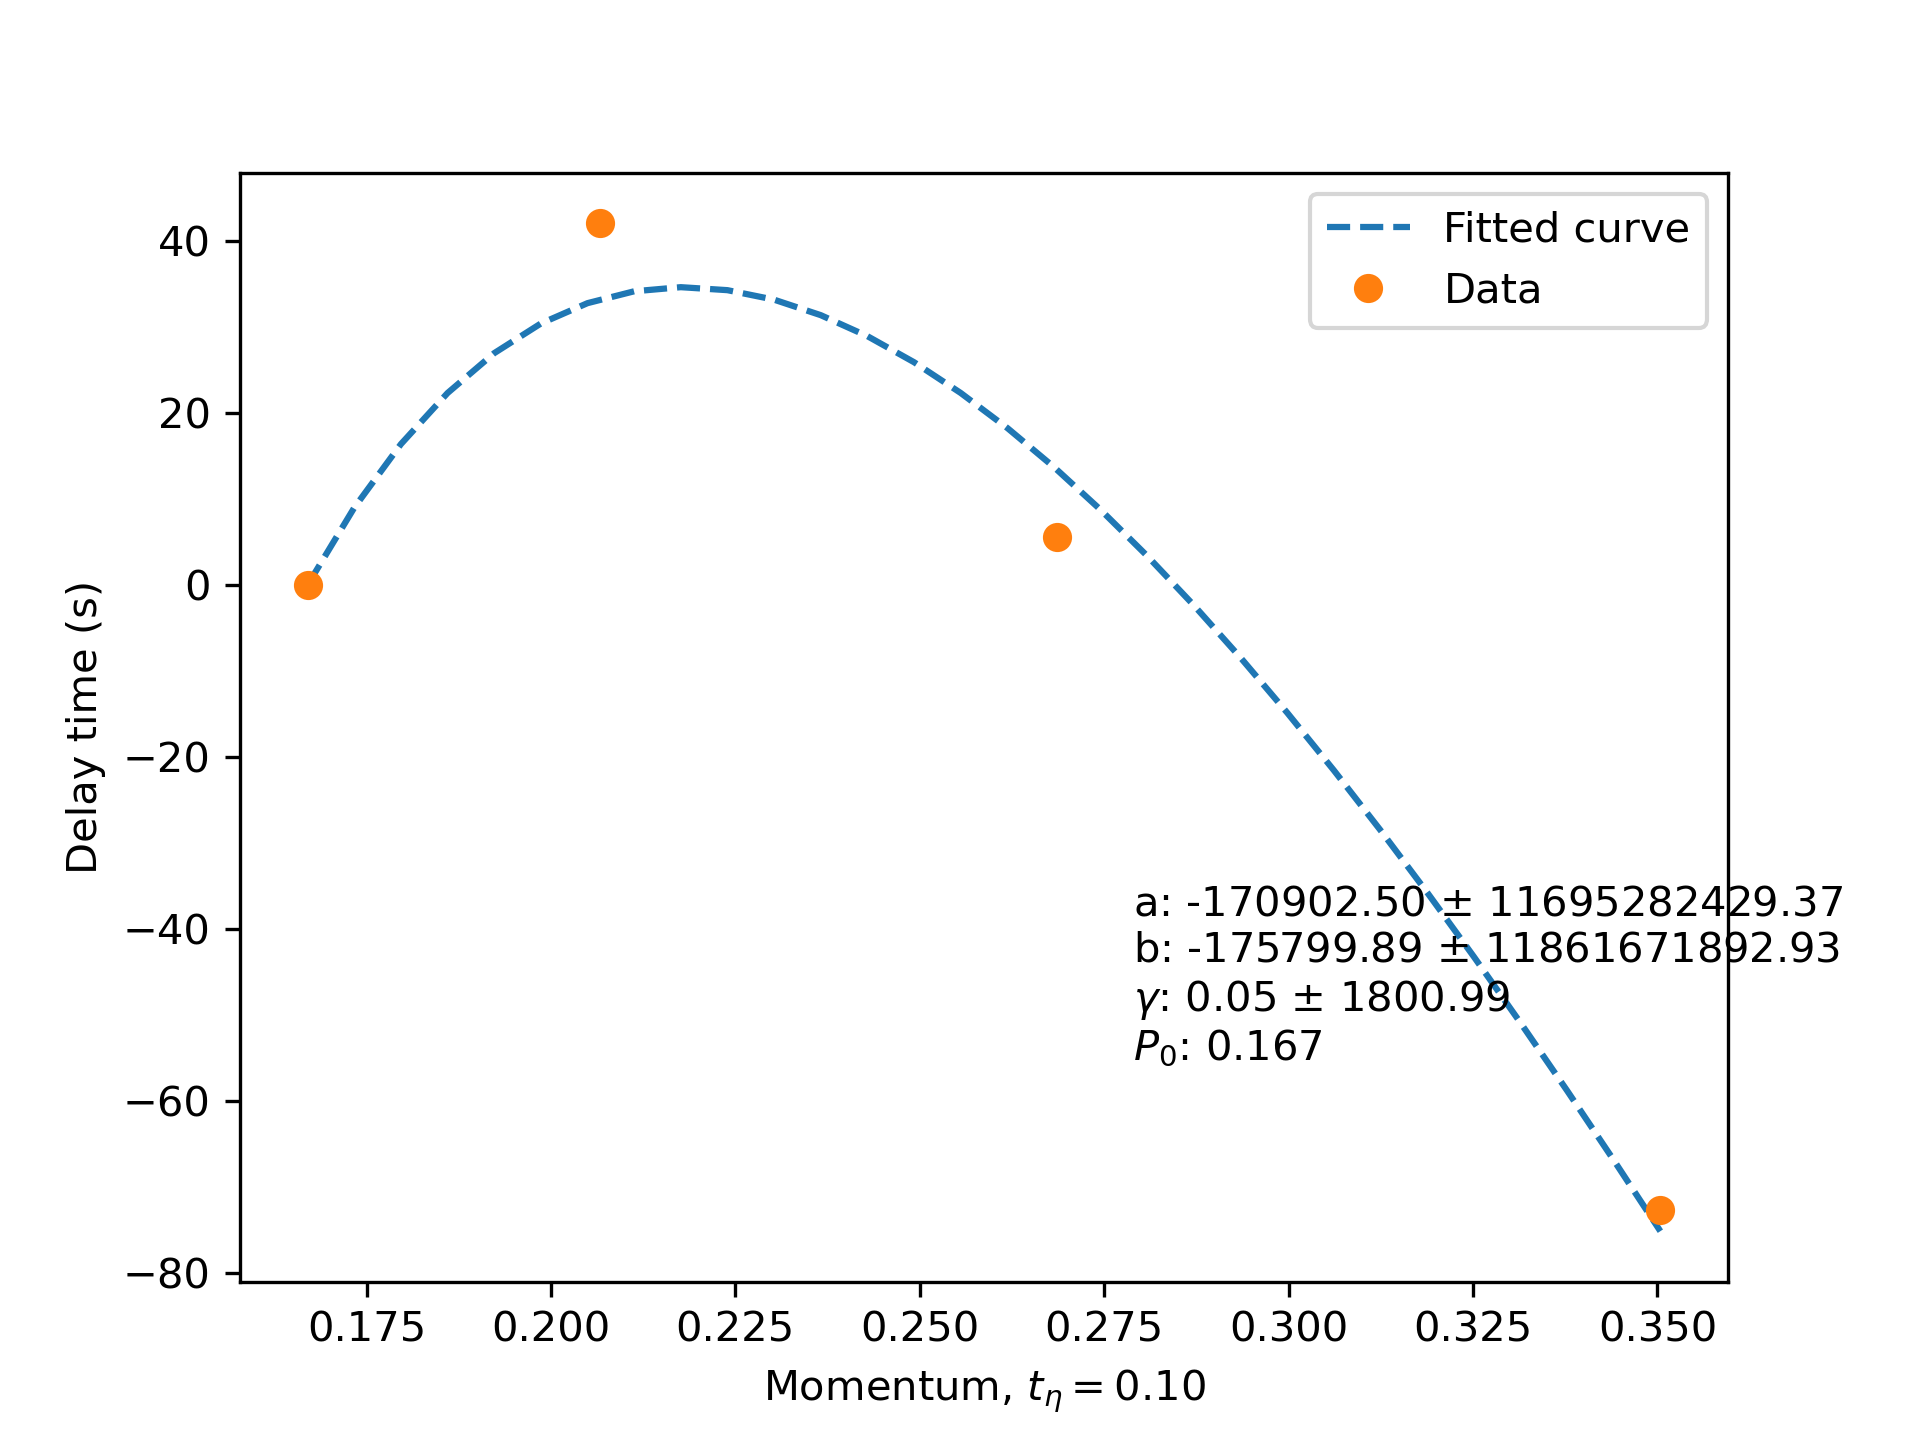 Fitted curve
Data
40
20
0
−20
−40
−60
−80
Delay time (s)
a: -170902.50 ± 11695282429.37
b: -175799.89 ± 11861671892.93
γ: 0.05 ± 1800.99
P₀: 0.167
0.175 0.200 0.225 0.250 0.275 0.300 0.325 0.350
Momentum, tη = 0.10